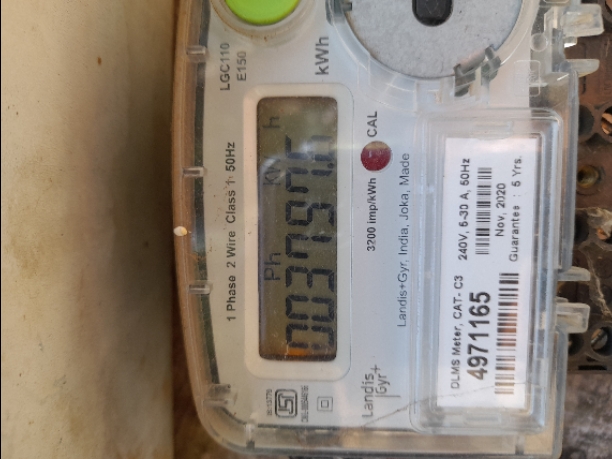 LGC110
E150
kWh
1 Phase 2 Wire Class 1 50Hz
Ph
h
3200 imp/kWh
CAL
Landis+Gyr, India, Joka, Made
Landis
Gyr+
DLMS Meter, CAT- C3
4971165
240V, 5-30 A, 50Hz
Nov, 2020
Guarantee : 5 Yrs.